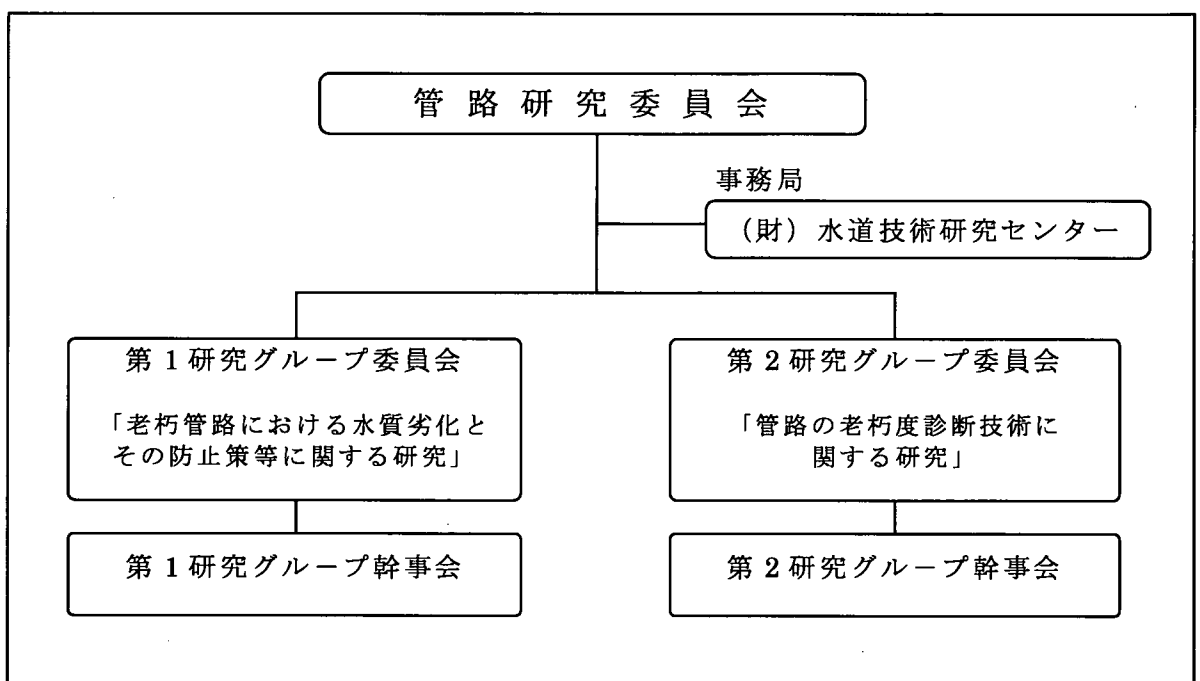 管路研究委員会
事務局
(財)水道技術研究センター
第1研究グループ委員会
「老朽管路における水質劣化と
その防止策等に関する研究」
第1研究グループ幹事会
第2研究グループ委員会
「管路の老朽度診断技術に
関する研究」
第2研究グループ幹事会